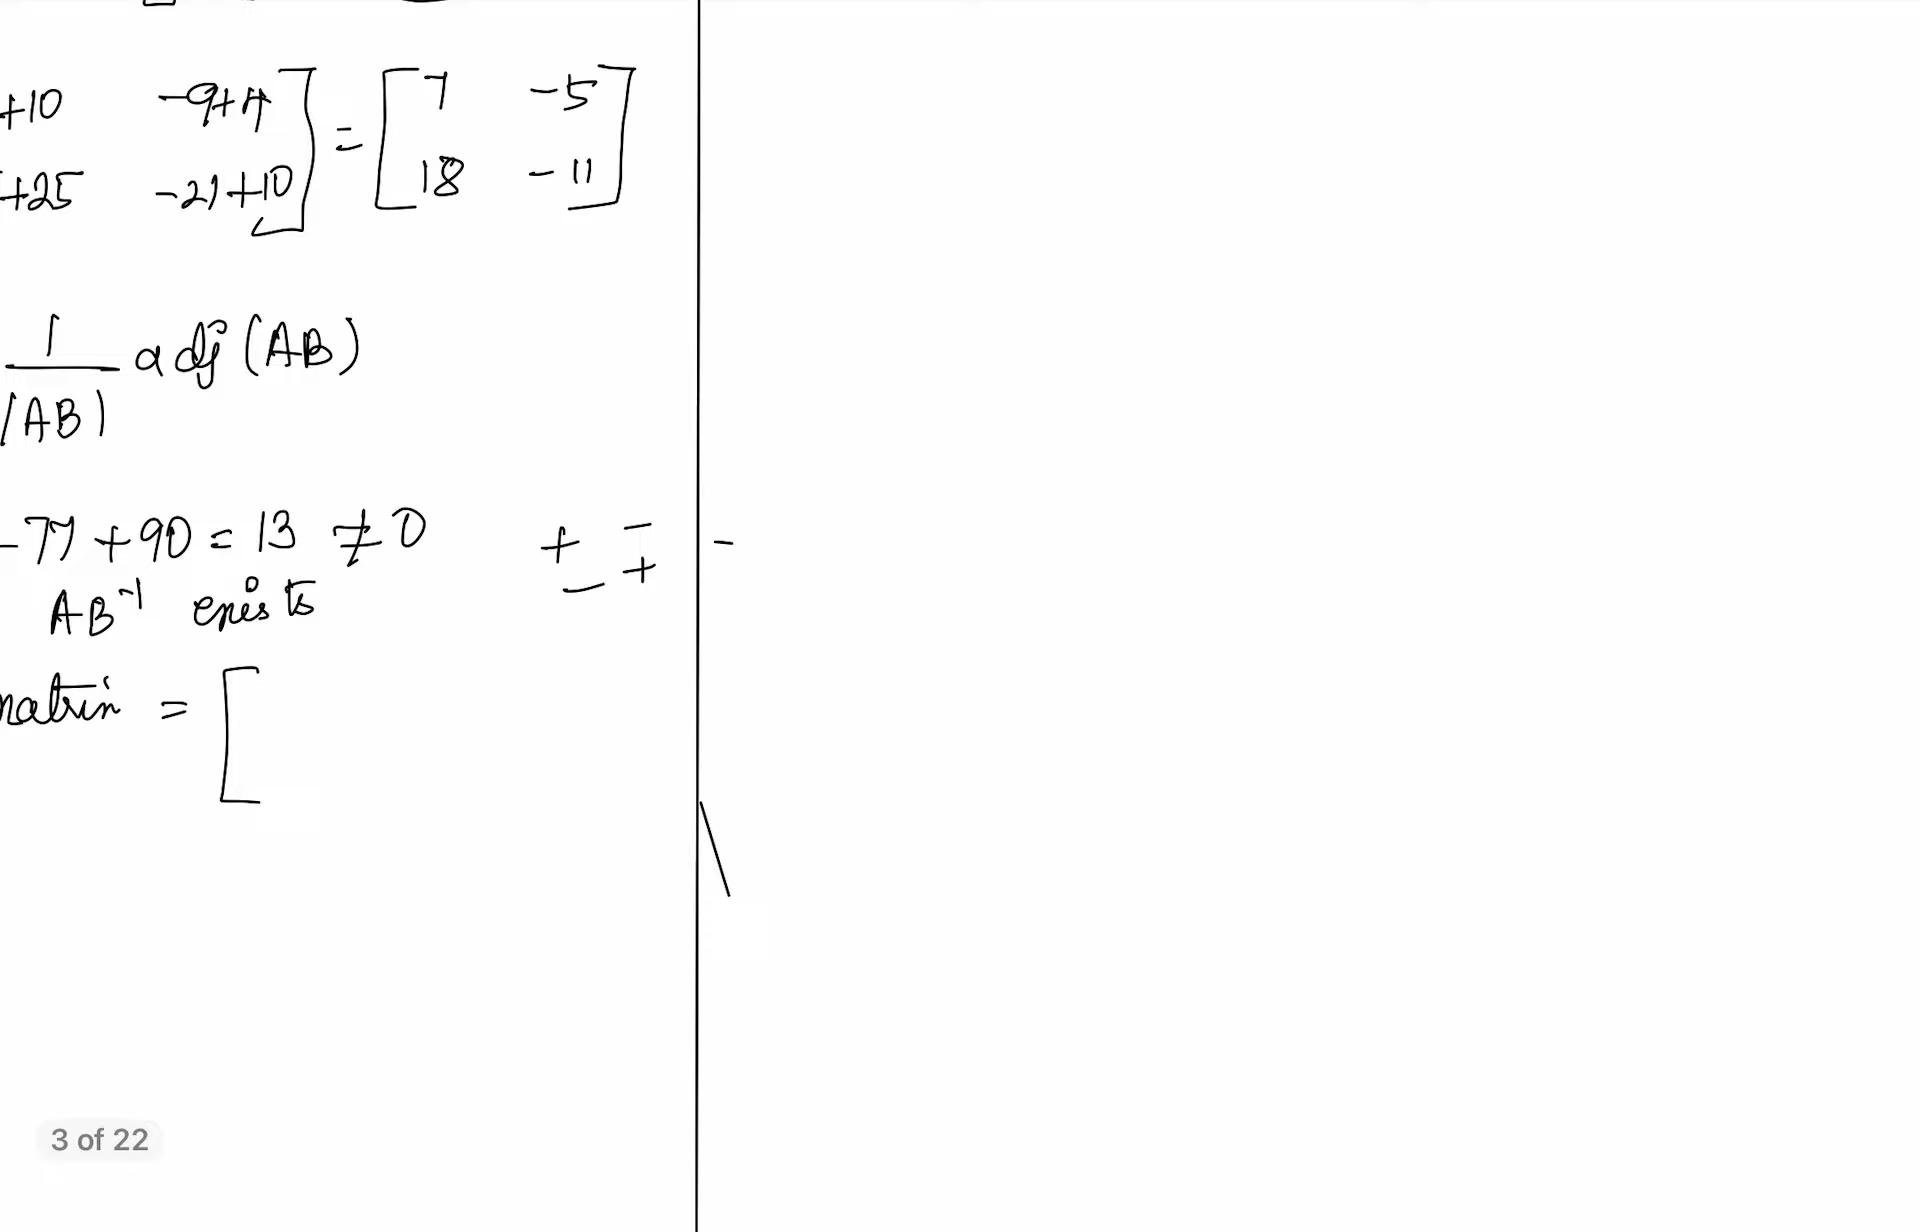 +10 -9+4 = [7 -5
+25 -21+10] 18 -11]
1
adj (AB)
|AB|
-77 +90 = 13 ≠ 0 + -
- +
-
AB⁻¹ exists
matrix = [
3 of 22